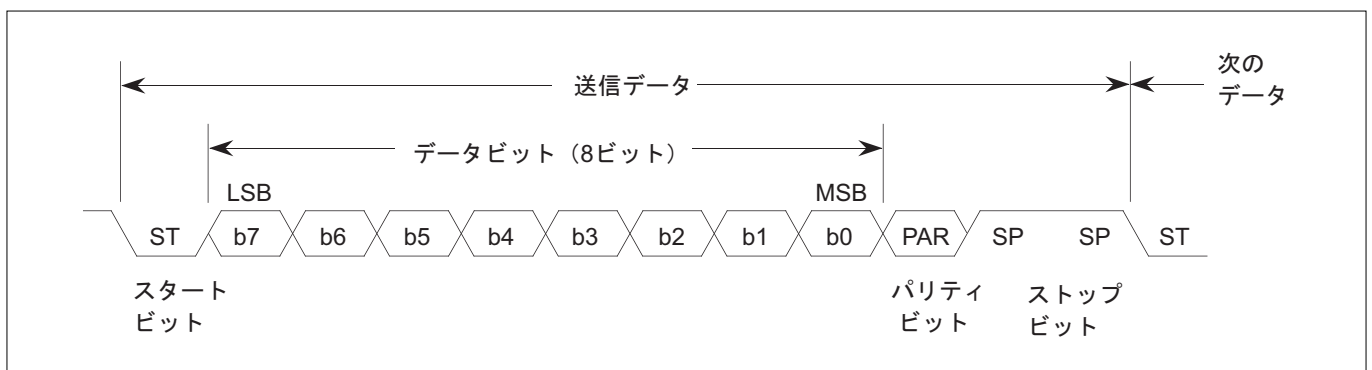 送信データ
次の
データ
データビット（8ビット）
LSB
MSB
ST b7 b6 b5 b4 b3 b2 b1 b0 PAR SP SP ST
スタート
ビット
パリティ
ビット
ストップ
ビット